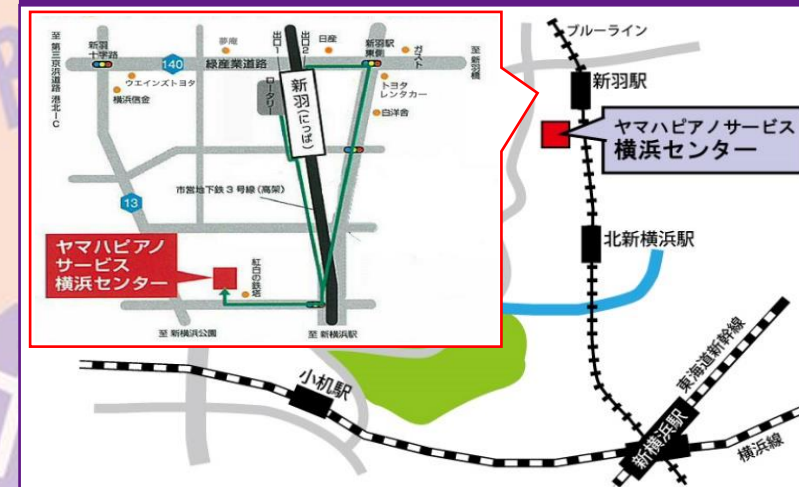 至 第三京浜道路 港北IC
新羽
十字路
140
夢庵
緑産業道路
出口1
出口2
日産
新羽駅
東側
ガスト
至 新羽橋
ウエインズトヨタ
横浜信金
ロータリー
新羽(にっぱ)
トヨタ
レンタカー
白洋舎
13
市営地下鉄3号線(高架)
ヤマハピアノ
サービス
横浜センター
紅白の鉄塔
至 新横浜公園
至 新横浜駅
ブルーライン
新羽駅
ヤマハピアノサービス
横浜センター
北新横浜駅
小机駅
東海道新幹線
新横浜駅
横浜線